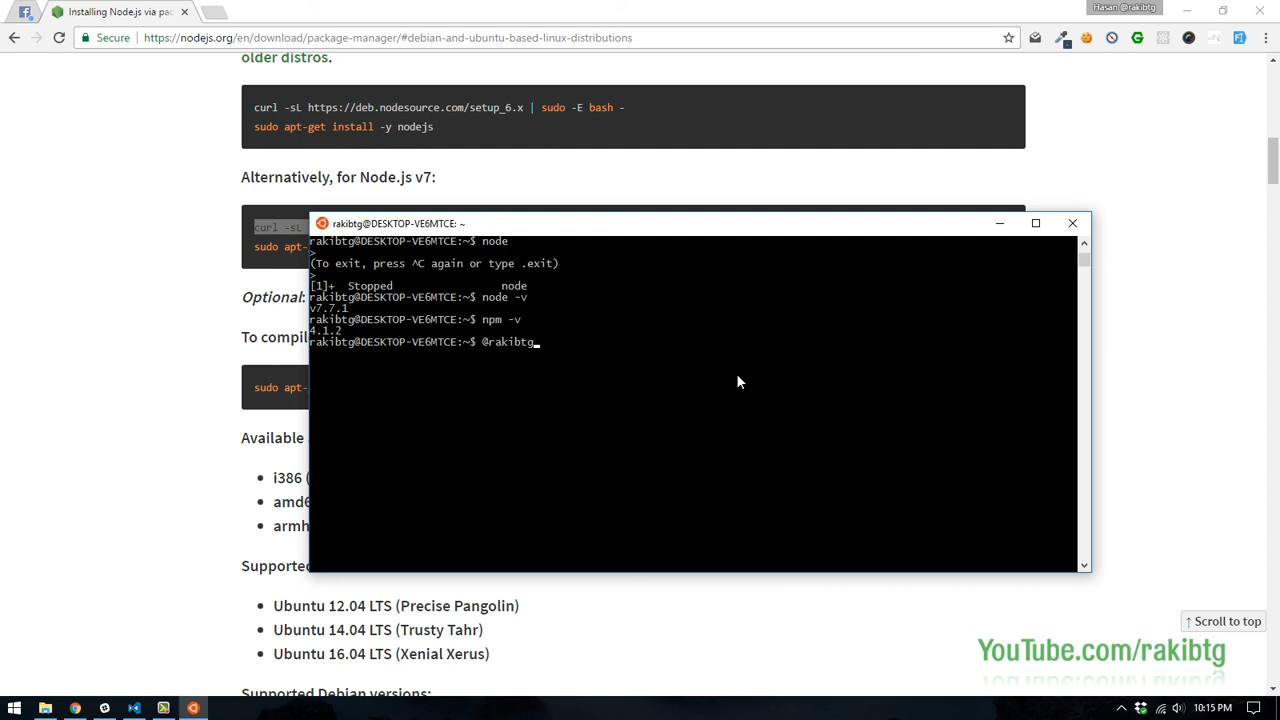 Installing Node.js via pac
Hasan @rakibtg
Secure
https://nodejs.org/en/download/package-manager/#debian-and-ubuntu-based-linux-distributions
older distros.
curl -sL https://deb.nodesource.com/setup_6.x | sudo -E bash -
sudo apt-get install -y nodejs
Alternatively, for Node.js v7:
curl -sL
sudo apt-
Optional:
To compil
sudo apt-
Available
i386 (
amd6
armh
Supporte
Ubuntu 12.04 LTS (Precise Pangolin)
Ubuntu 14.04 LTS (Trusty Tahr)
Ubuntu 16.04 LTS (Xenial Xerus)
Supported Debian versions:
rakibtg@DESKTOP-VE6MTCE: ~
rakibtg@DESKTOP-VE6MTCE:~$ node
>
(To exit, press ^C again or type .exit)
>
[1]+  Stopped                 node
rakibtg@DESKTOP-VE6MTCE:~$ node -v
v7.7.1
rakibtg@DESKTOP-VE6MTCE:~$ npm -v
4.1.2
rakibtg@DESKTOP-VE6MTCE:~$ @rakibtg_
↑ Scroll to top
YouTube.com/rakibtg
10:15 PM